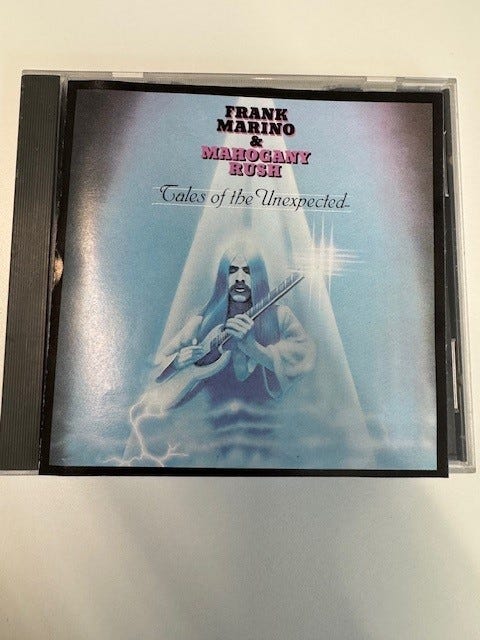 FRANK
MARINO
&
MAHOGANY
RUSH
Tales of the Unexpected